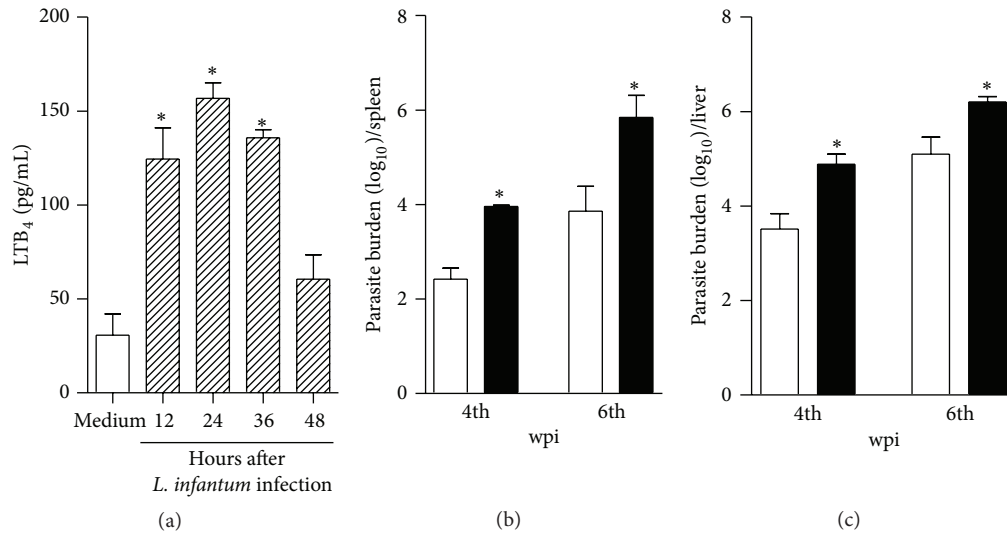 200
150
100
50
0
LTB4 (pg/mL)
*
*
*
Medium 12 24 36 48
Hours after
L. infantum infection
(a)
8
6
4
2
0
Parasite burden (log10)/spleen
*
*
4th 6th
wpi
(b)
8
6
4
2
0
Parasite burden (log10)/liver
*
*
4th 6th
wpi
(c)